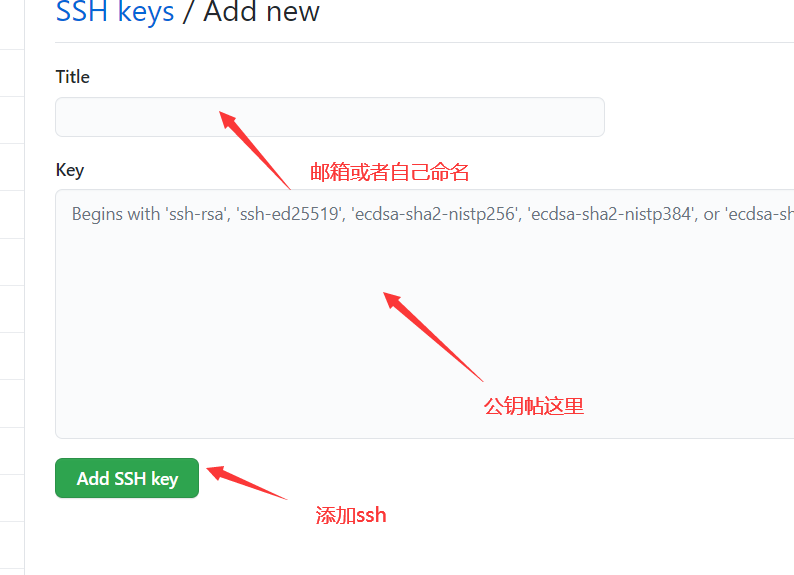 SSH keys / Add new
Title
邮箱或者自己命名
Key
Begins with 'ssh-rsa', 'ssh-ed25519', 'ecdsa-sha2-nistp256', 'ecdsa-sha2-nistp384', or 'ecdsa-sh
公钥帖这里
Add SSH key
添加ssh